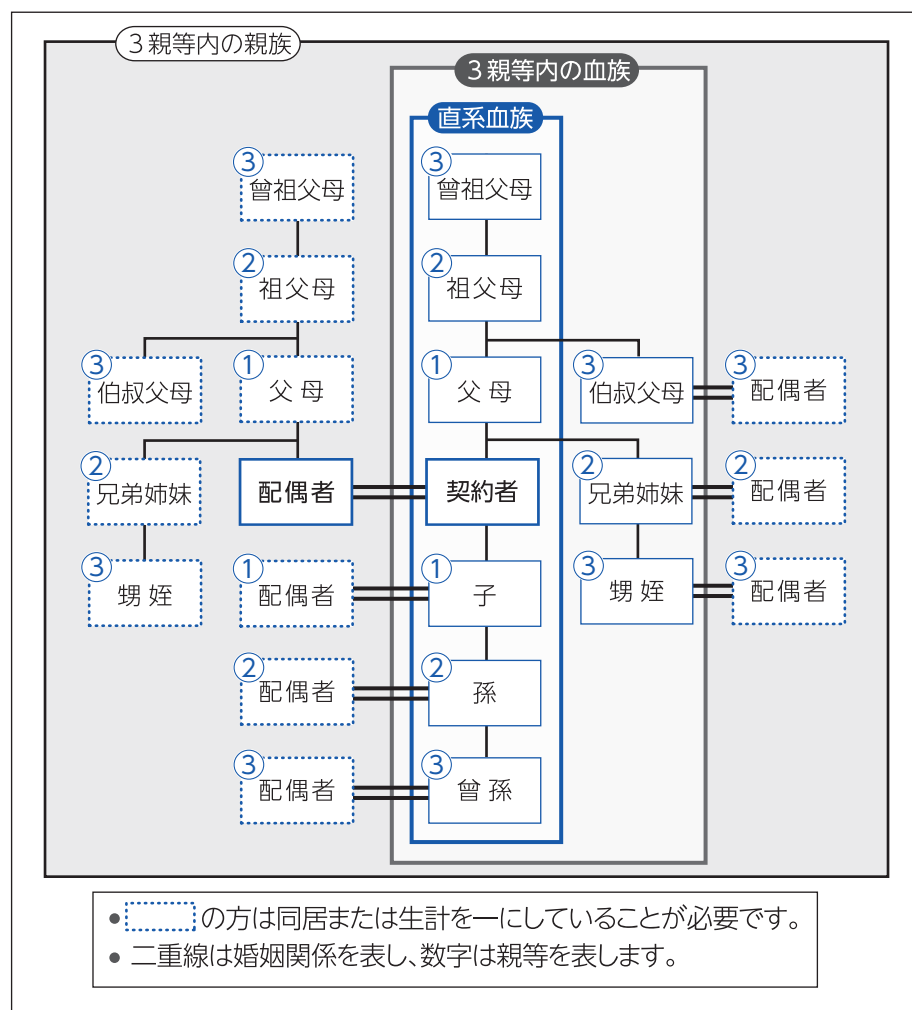 3親等内の親族
3親等内の血族
直系血族
③ ③
曾祖父母 曾祖父母
② ②
祖父母 祖父母
③ ① ① ③ ③
伯叔父母 父母 父母 伯叔父母 配偶者
② ② ②
兄弟姉妹 配偶者 契約者 兄弟姉妹 配偶者
③ ① ① ③ ③
甥姪 配偶者 子 甥姪 配偶者
② ②
配偶者 孫
③ ③
配偶者 曾孫
● の方は同居または生計を一にしていることが必要です。
● 二重線は婚姻関係を表し、数字は親等を表します。